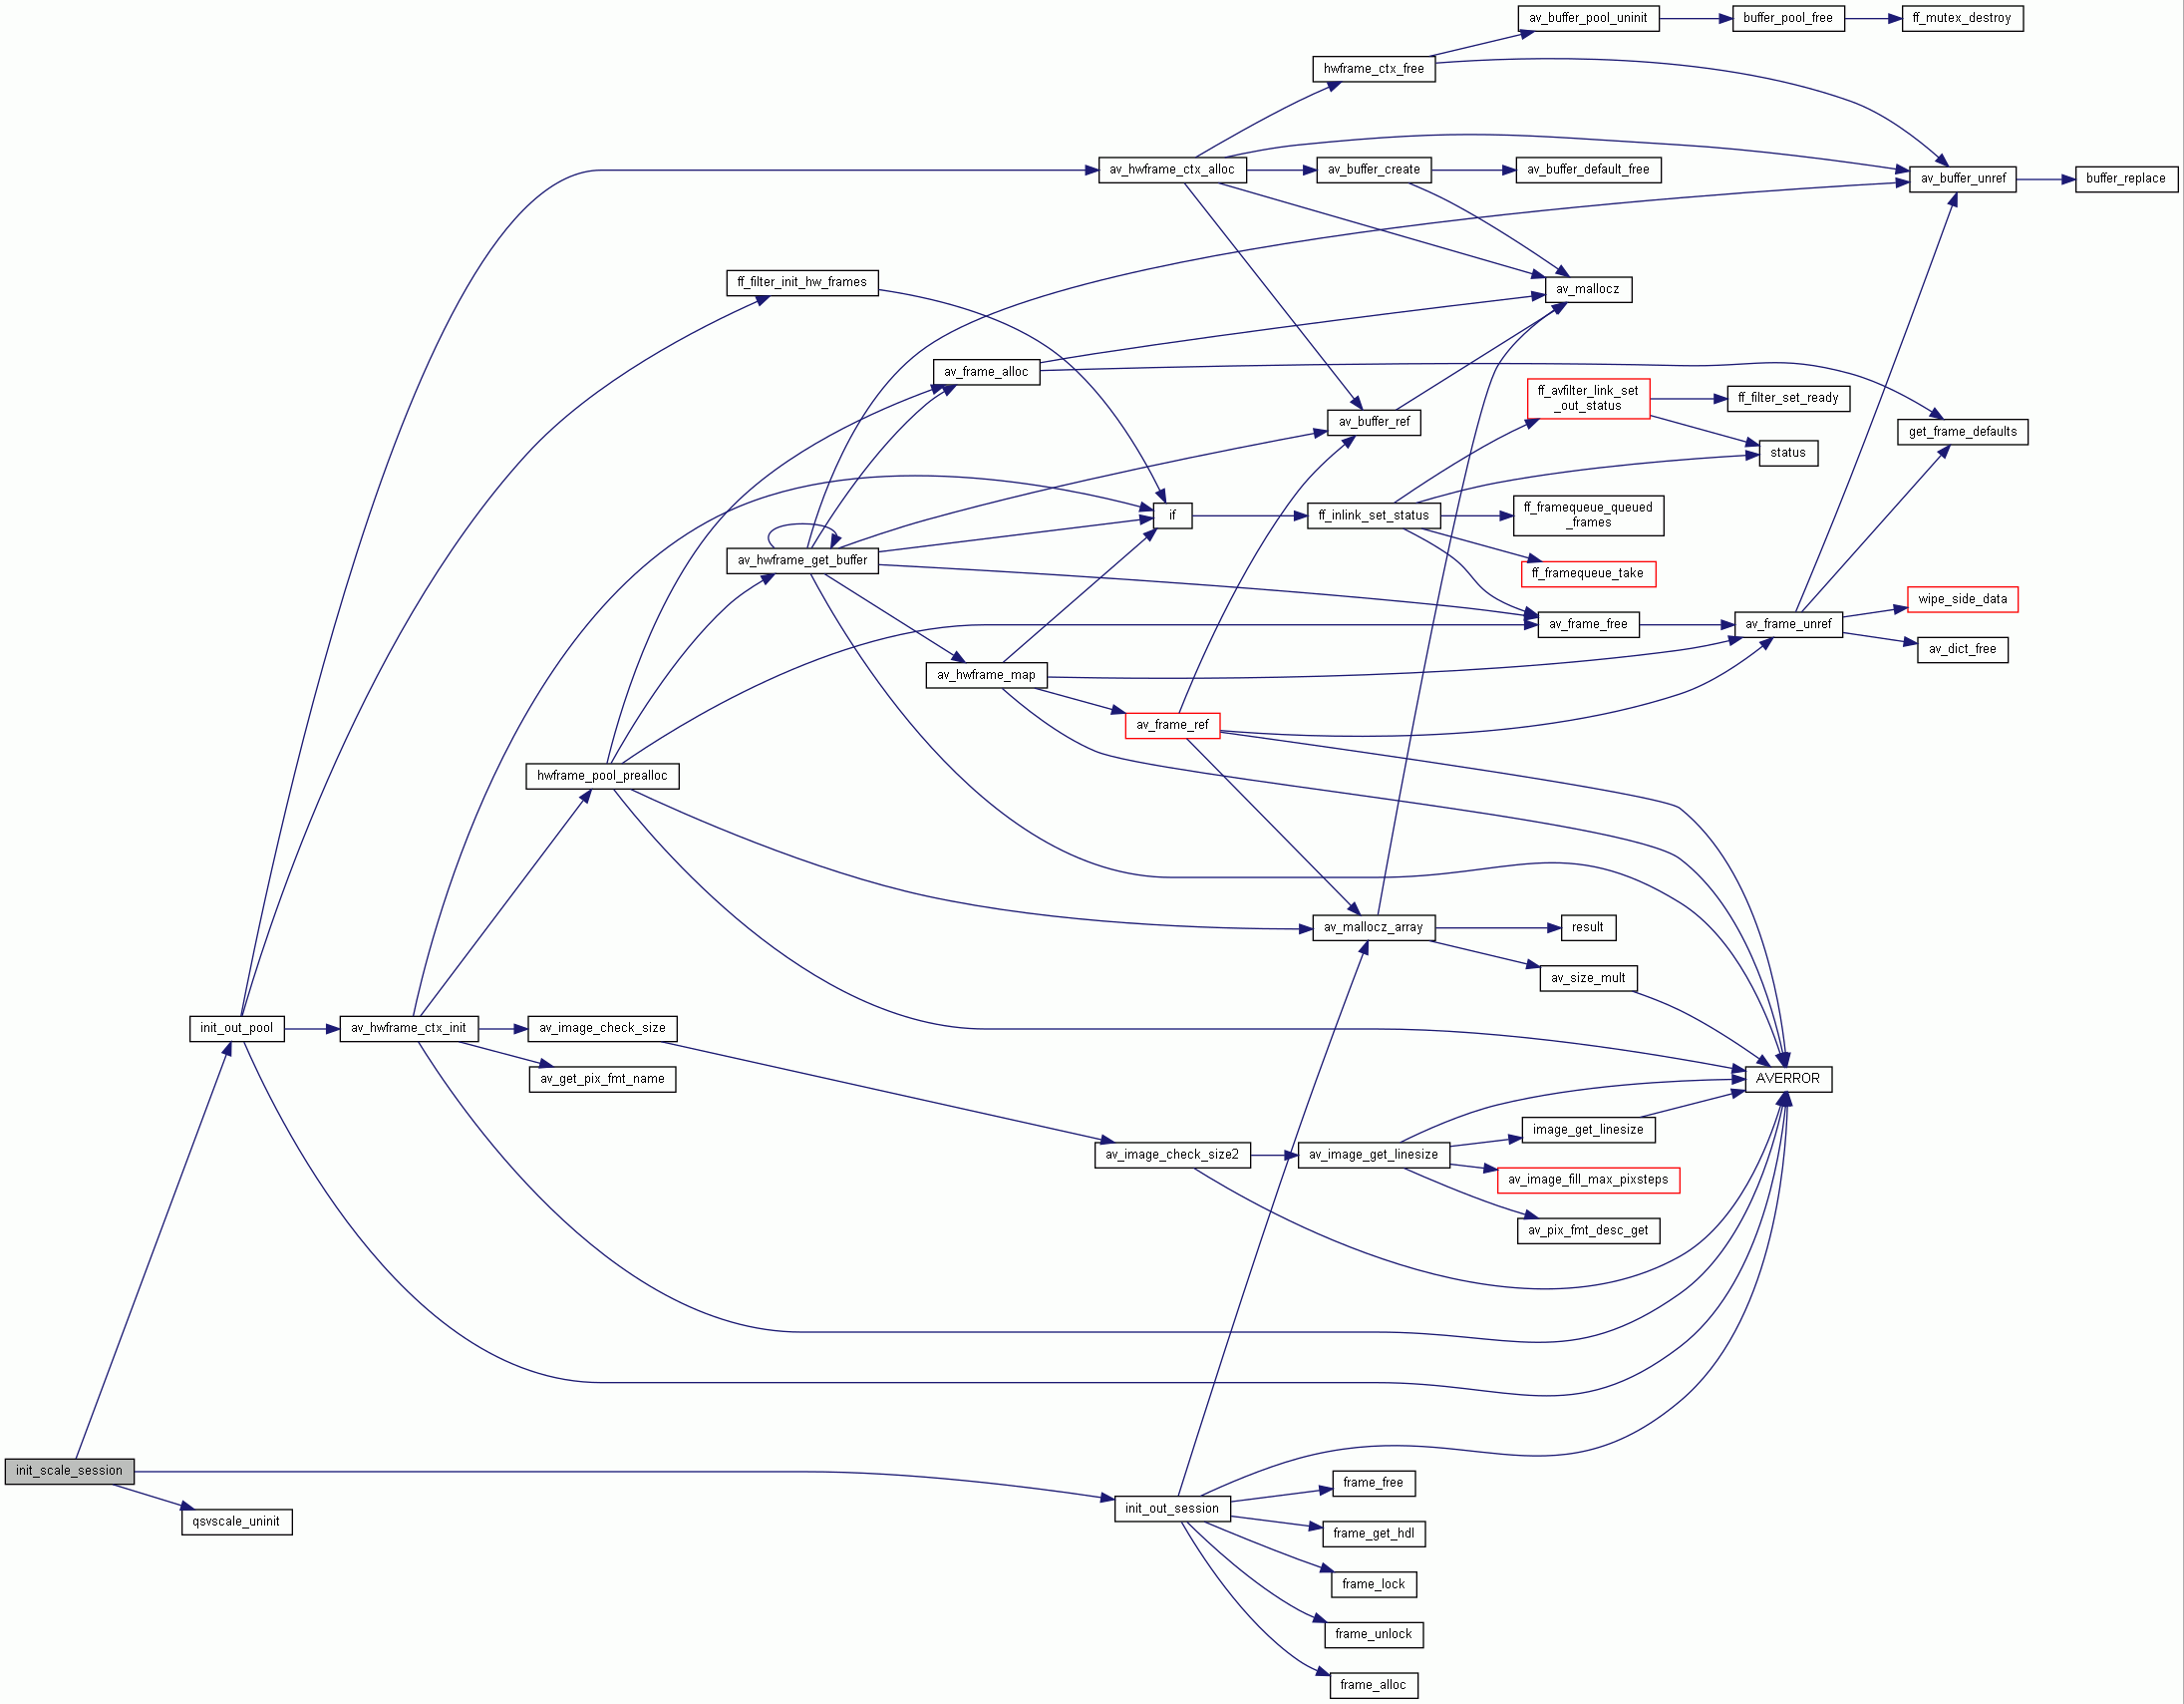 av_buffer_pool_uninit
buffer_pool_free
ff_mutex_destroy
hwframe_ctx_free
av_hwframe_ctx_alloc
av_buffer_create
av_buffer_default_free
av_buffer_unref
buffer_replace
ff_filter_init_hw_frames
av_mallocz
av_frame_alloc
ff_avfilter_link_set
_out_status
ff_filter_set_ready
av_buffer_ref
get_frame_defaults
status
if
ff_inlink_set_status
ff_framequeue_queued
_frames
av_hwframe_get_buffer
ff_framequeue_take
wipe_side_data
av_frame_free
av_frame_unref
av_dict_free
av_hwframe_map
av_frame_ref
hwframe_pool_prealloc
av_mallocz_array
result
av_size_mult
init_out_pool
av_hwframe_ctx_init
av_image_check_size
av_get_pix_fmt_name
AVERROR
image_get_linesize
av_image_check_size2
av_image_get_linesize
av_image_fill_max_pixsteps
av_pix_fmt_desc_get
init_scale_session
frame_free
init_out_session
qsvscale_uninit
frame_get_hdl
frame_lock
frame_unlock
frame_alloc